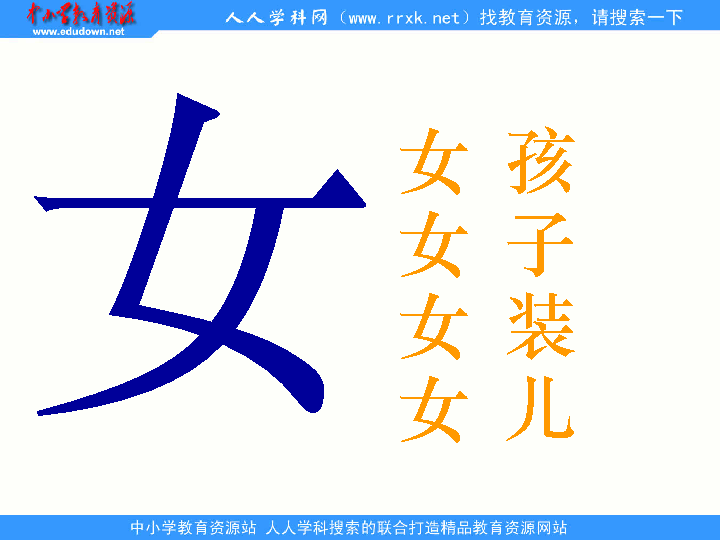 中小学教育资源
www.edudown.net
人人学科网（www.rrxk.net）找教育资源，请搜索一下
女
女 孩
女 子
女 装
女 儿
中小学教育资源站 人人学科搜索的联合打造精品教育资源网站